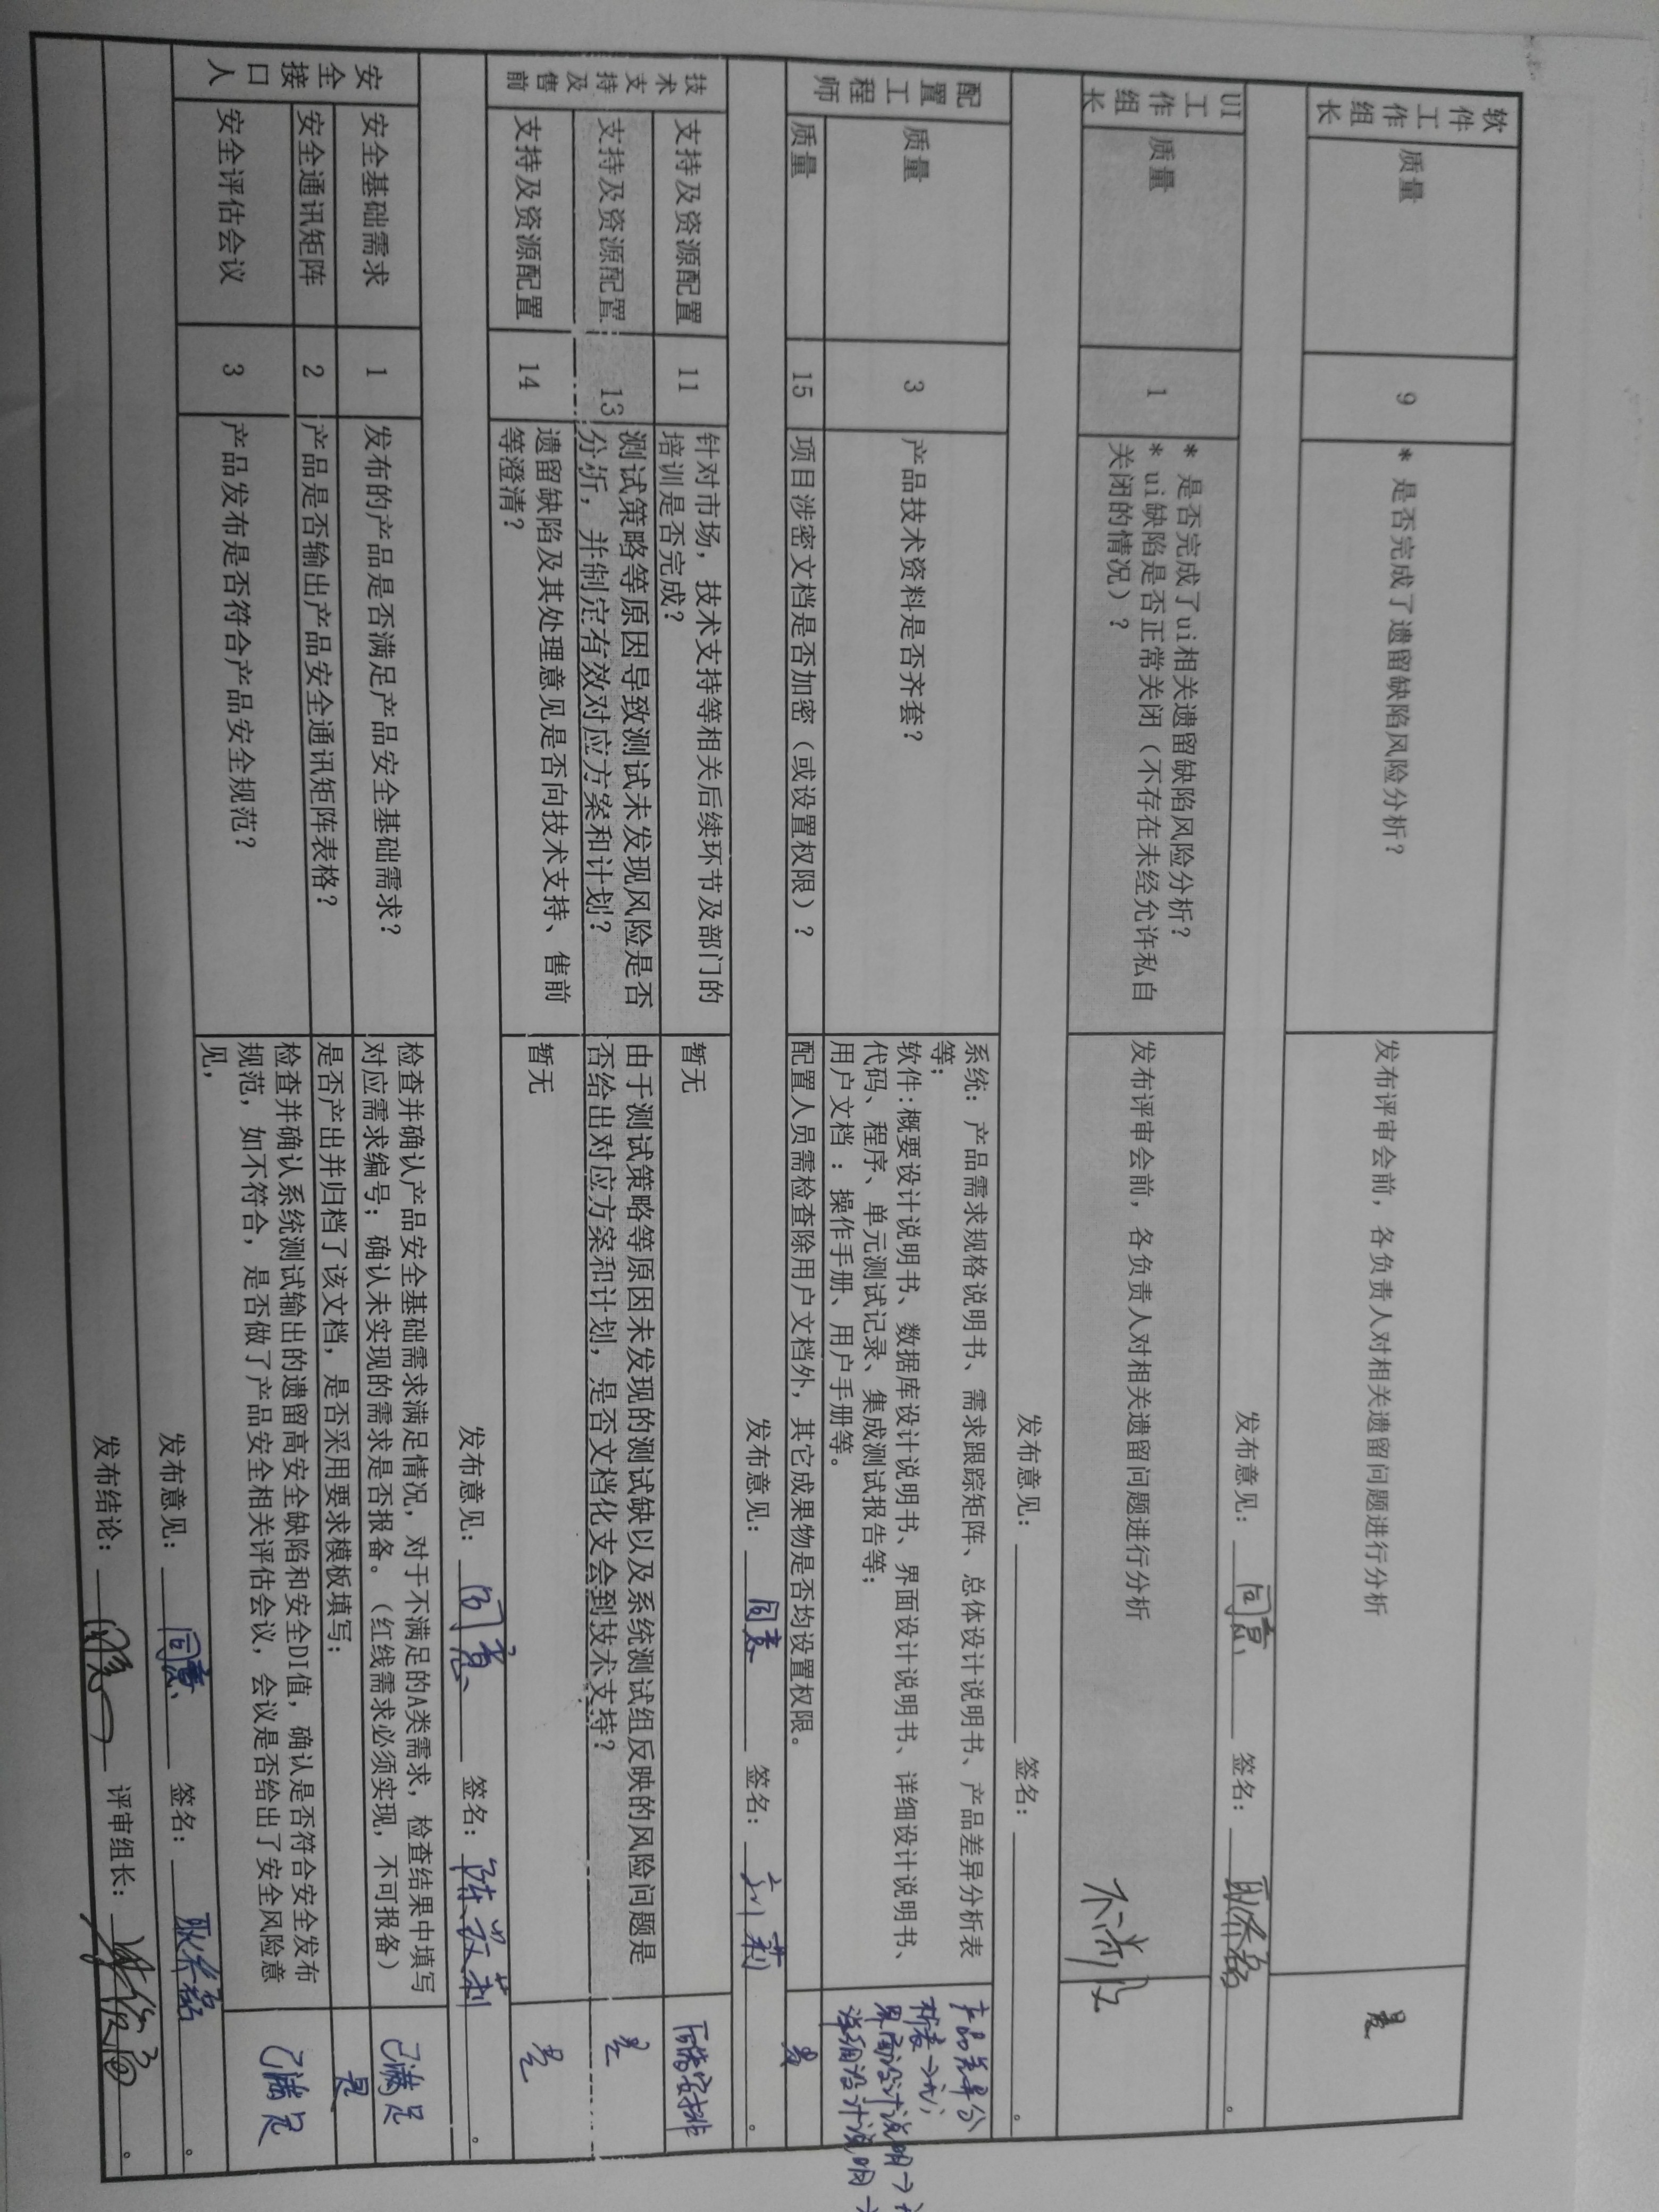 软件工作组长
质量
9
* 是否完成了遗留缺陷风险分析？
发布评审会前，各负责人对相关遗留问题进行分析
是
发布意见：同意 签名：。
UI工作组长
质量
1
* 是否完成了ui相关遗留缺陷风险分析？
* ui缺陷是否正常关闭（不存在未经允许私自
关闭的情况）？
发布评审会前，各负责人对相关遗留问题进行分析
不涉及
发布意见： 签名：。
配置工程师
质量
3
产品技术资料是否齐套？
系统：产品需求规格说明书、需求跟踪矩阵、总体设计说明书、产品差异分析表
等；
软件：概要设计说明书、数据库设计说明书、界面设计说明书、详细设计说明书、
代码、程序、单元测试记录、集成测试报告等；
用户文档：操作手册、用户手册等。
产品差异分
析表→无；
界面设计说明→
详细设计说明→
质量
15
项目涉密文档是否加密（或设置权限）？
配置人员需检查除用户文档外，其它成果物是否均设置权限。
是
发布意见：同意 签名：。
技术支持及售前
支持及资源配置
11
针对市场，技术支持等相关后续环节及部门的
培训是否完成？
暂无
支持及资源配置
13
测试策略等原因导致测试未发现风险是否
分析，并制定有效对应方案和计划？
由于测试策略等原因未发现的测试缺以及系统测试组反映的风险问题是
否给出对应方案和计划，是否文档化支会到技术支持？
是
支持及资源配置
14
遗留缺陷及其处理意见是否向技术支持、售前
等澄清？
暂无
是
发布意见：同意 签名：。
安全接口人
安全基础需求
1
发布的产品是否满足产品安全基础需求？
检查并确认产品安全基础需求满足情况，对于不满足的A类需求，检查结果中填写
对应需求编号；确认未实现的需求是否报备。（红线需求必须实现，不可报备）
已满足
安全通讯矩阵
2
产品是否输出产品安全通讯矩阵表格？
是否产出并归档了该文档，是否采用要求模板填写；
是
安全评估会议
3
产品发布是否符合产品安全规范？
检查并确认系统测试输出的遗留高安全缺陷和安全DI值，确认是否符合安全发布
规范，如不符合，是否做了产品安全相关评估会议，会议是否给出了安全风险意
见，
已满足
发布意见：同意 签名：。
发布结论：同意 评审组长：。